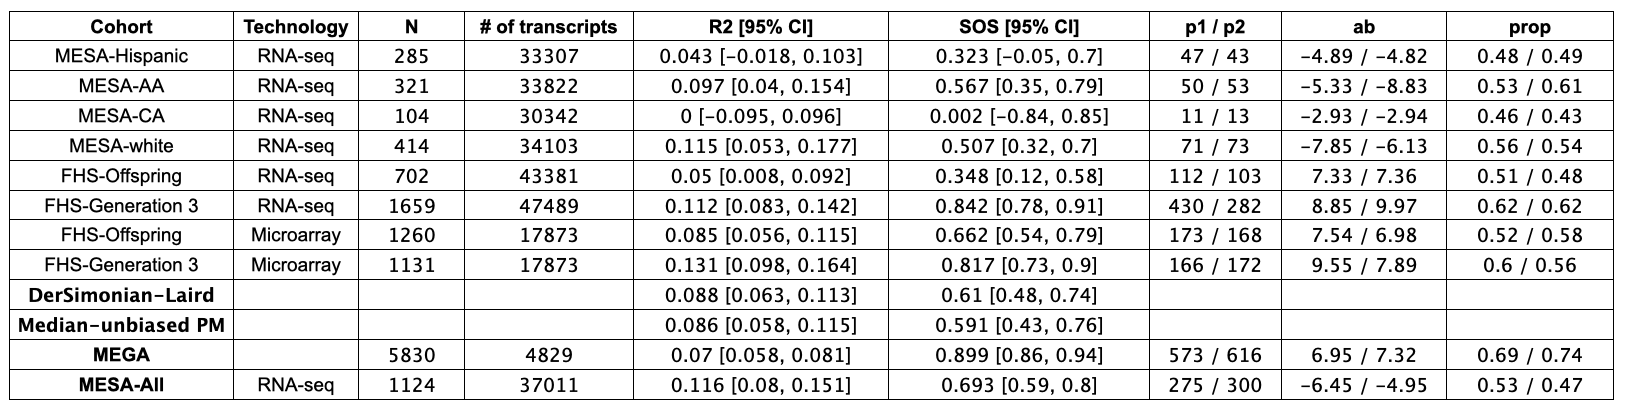 Cohort Technology N # of transcripts R2 [95% CI] SOS [95% CI] p1 / p2 ab prop
MESA-Hispanic RNA-seq 285 33307 0.043 [−0.018, 0.103] 0.323 [−0.05, 0.7] 47 / 43 −4.89 / −4.82 0.48 / 0.49
MESA-AA RNA-seq 321 33822 0.097 [0.04, 0.154] 0.567 [0.35, 0.79] 50 / 53 −5.33 / −8.83 0.53 / 0.61
MESA-CA RNA-seq 104 30342 0 [−0.095, 0.096] 0.002 [−0.84, 0.85] 11 / 13 −2.93 / −2.94 0.46 / 0.43
MESA-white RNA-seq 414 34103 0.115 [0.053, 0.177] 0.507 [0.32, 0.7] 71 / 73 −7.85 / −6.13 0.56 / 0.54
FHS-Offspring RNA-seq 702 43381 0.05 [0.008, 0.092] 0.348 [0.12, 0.58] 112 / 103 7.33 / 7.36 0.51 / 0.48
FHS-Generation 3 RNA-seq 1659 47489 0.112 [0.083, 0.142] 0.842 [0.78, 0.91] 430 / 282 8.85 / 9.97 0.62 / 0.62
FHS-Offspring Microarray 1260 17873 0.085 [0.056, 0.115] 0.662 [0.54, 0.79] 173 / 168 7.54 / 6.98 0.52 / 0.58
FHS-Generation 3 Microarray 1131 17873 0.131 [0.098, 0.164] 0.817 [0.73, 0.9] 166 / 172 9.55 / 7.89 0.6 / 0.56
DerSimonian−Laird 0.088 [0.063, 0.113] 0.61 [0.48, 0.74]
Median−unbiased PM 0.086 [0.058, 0.115] 0.591 [0.43, 0.76]
MEGA 5830 4829 0.07 [0.058, 0.081] 0.899 [0.86, 0.94] 573 / 616 6.95 / 7.32 0.69 / 0.74
MESA-All RNA-seq 1124 37011 0.116 [0.08, 0.151] 0.693 [0.59, 0.8] 275 / 300 −6.45 / −4.95 0.53 / 0.47